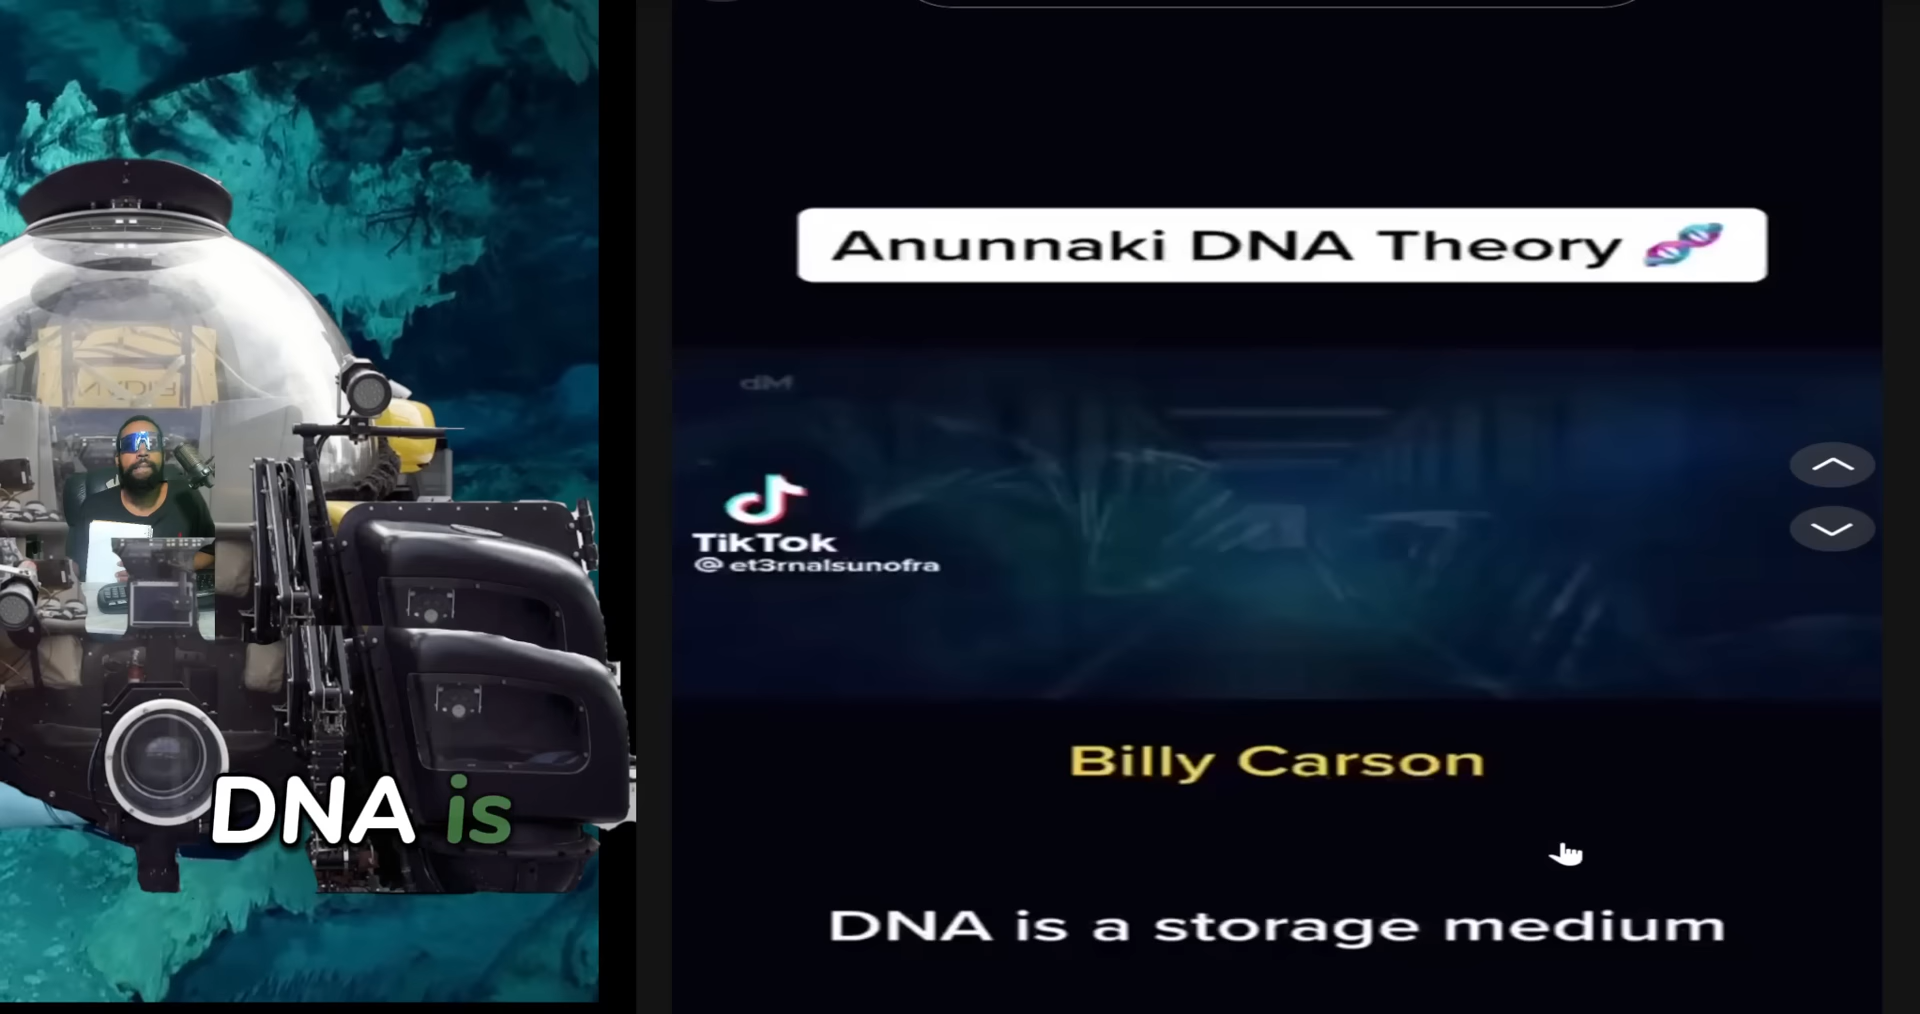 DNA is
Anunnaki DNA Theory 🧬
TikTok
@et3rnalsunofra
Billy Carson
DNA is a storage medium